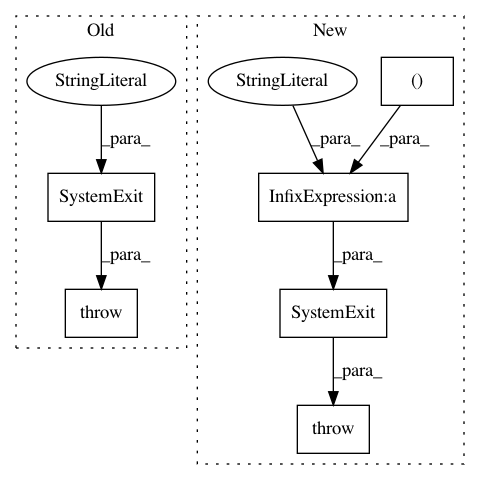 Old
New
StringLiteral
StringLiteral
()
_para_
_para_
_para_
SystemExit
InfixExpression:a
_para_
_para_
throw
SystemExit
_para_
throw